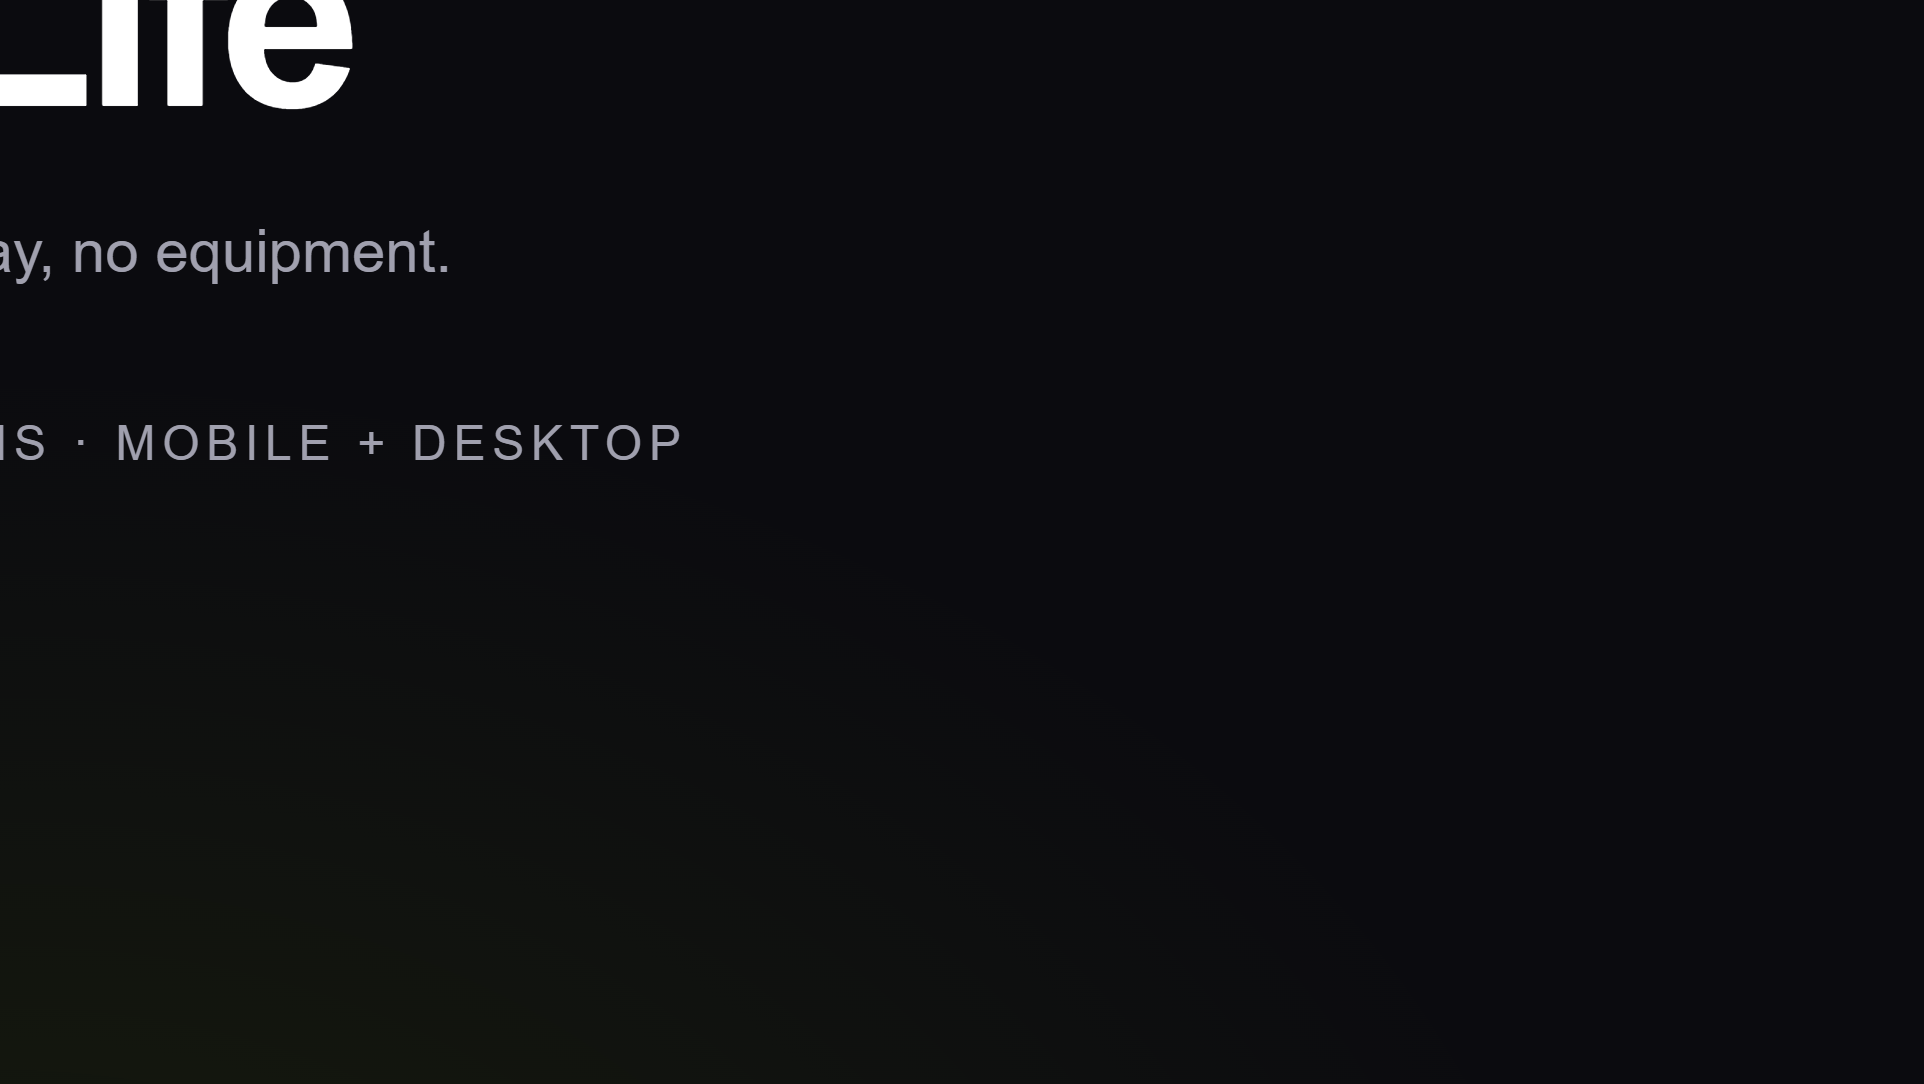 Life
ay, no equipment.
IS · MOBILE + DESKTOP